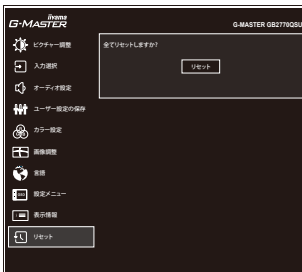 iiyama
G-MASTER
G-MASTER GB2770QSU
ピクチャー調整
全てリセットしますか?
リセット
入力選択
オーディオ設定
ユーザー設定の保存
カラー設定
画像調整
言語
設定メニュー
表示情報
リセット